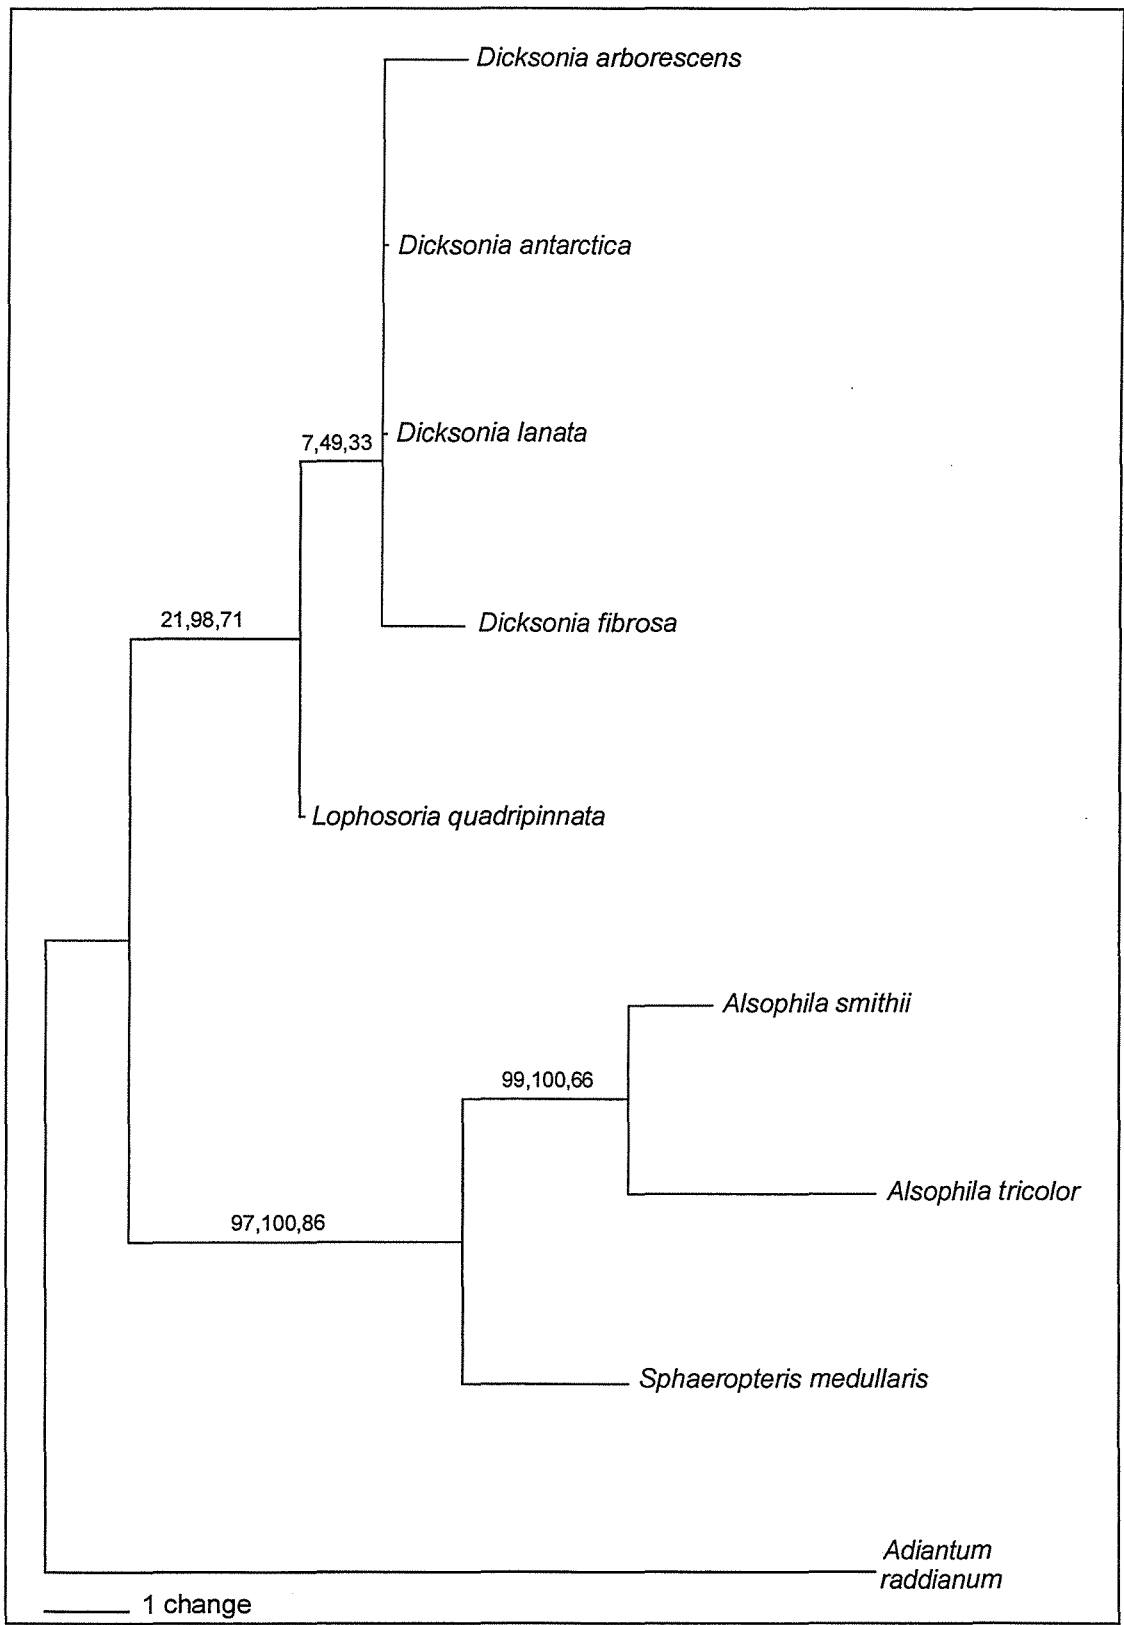 Dicksonia arborescens
Dicksonia antarctica
Dicksonia lanata
7,49,33
Dicksonia fibrosa
21,98,71
Lophosoria quadripinnata
Alsophila smithii
99,100,66
Alsophila tricolor
97,100,86
Sphaeropteris medullaris
Adiantum
raddianum
1 change